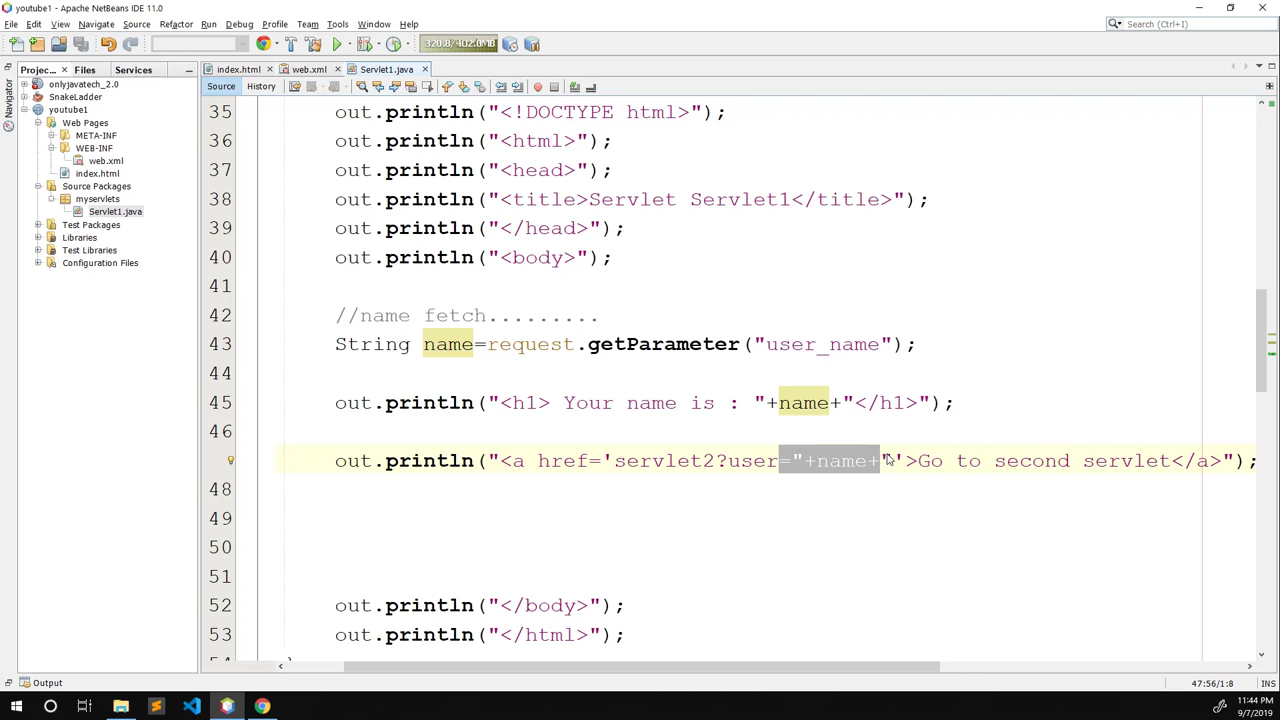 youtube1 - Apache NetBeans IDE 11.0
File Edit View Navigate Source Refactor Run Debug Profile Team Tools Window Help
Search (Ctrl+I)
320.8/402.0MB
Projec... Files Services
index.html web.xml Servlet1.java
Source History
Navigator
onlyjavatech_2.0
SnakeLadder
youtube1
Web Pages
META-INF
WEB-INF
web.xml
index.html
Source Packages
myservlets
Servlet1.java
Test Packages
Libraries
Test Libraries
Configuration Files
35 out.println("<!DOCTYPE html>");
36 out.println("<html>");
37 out.println("<head>");
38 out.println("<title>Servlet Servlet1</title>");
39 out.println("</head>");
40 out.println("<body>");
41
42 //name fetch.........
43 String name=request.getParameter("user_name");
44
45 out.println("<h1> Your name is : "+name+"</h1>");
46
out.println("<a href='servlet2?user="+name+"'>Go to second servlet</a>");
48
49
50
51
52 out.println("</body>");
53 out.println("</html>");
54 }
Output
47:56/1:8 INS
11:44 PM
9/7/2019